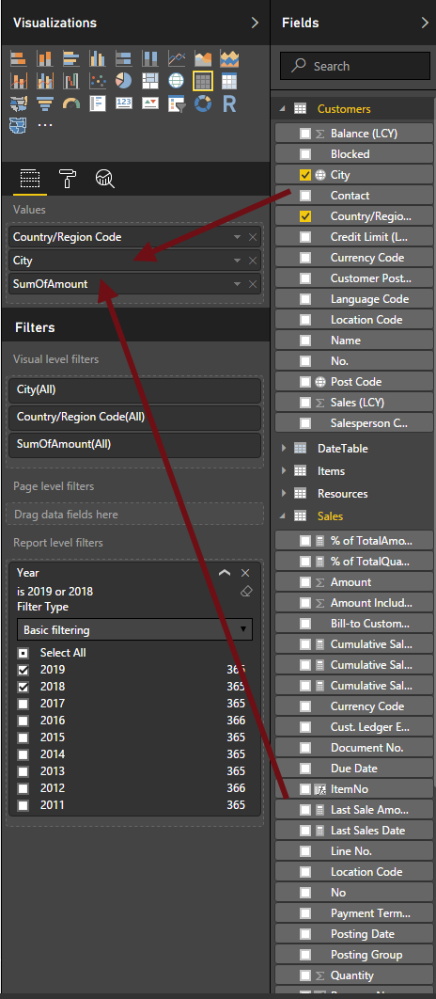 Visualizations
R
123
...
Values
Country/Region Code
City
SumOfAmount
Filters
Visual level filters
City(All)
Country/Region Code(All)
SumOfAmount(All)
Page level filters
Drag data fields here
Report level filters
Year
is 2019 or 2018
Filter Type
Basic filtering
Select All
2019 365
2018 365
2017 365
2016 366
2015 365
2014 365
2013 365
2012 366
2011 365
Fields
Search
Customers
Balance (LCY)
Blocked
City
Contact
Country/Regio...
Credit Limit (L...
Currency Code
Customer Post...
Language Code
Location Code
Name
No.
Post Code
Sales (LCY)
Salesperson C...
DateTable
Items
Resources
Sales
% of TotalAmo...
% of TotalQua...
Amount
Amount Includ...
Bill-to Custom...
Cumulative Sal...
Cumulative Sal...
Cumulative Sal...
Currency Code
Cust. Ledger E...
Document No.
Due Date
ItemNo
Last Sale Amo...
Last Sales Date
Line No.
Location Code
No
Payment Term...
Posting Date
Posting Group
Quantity